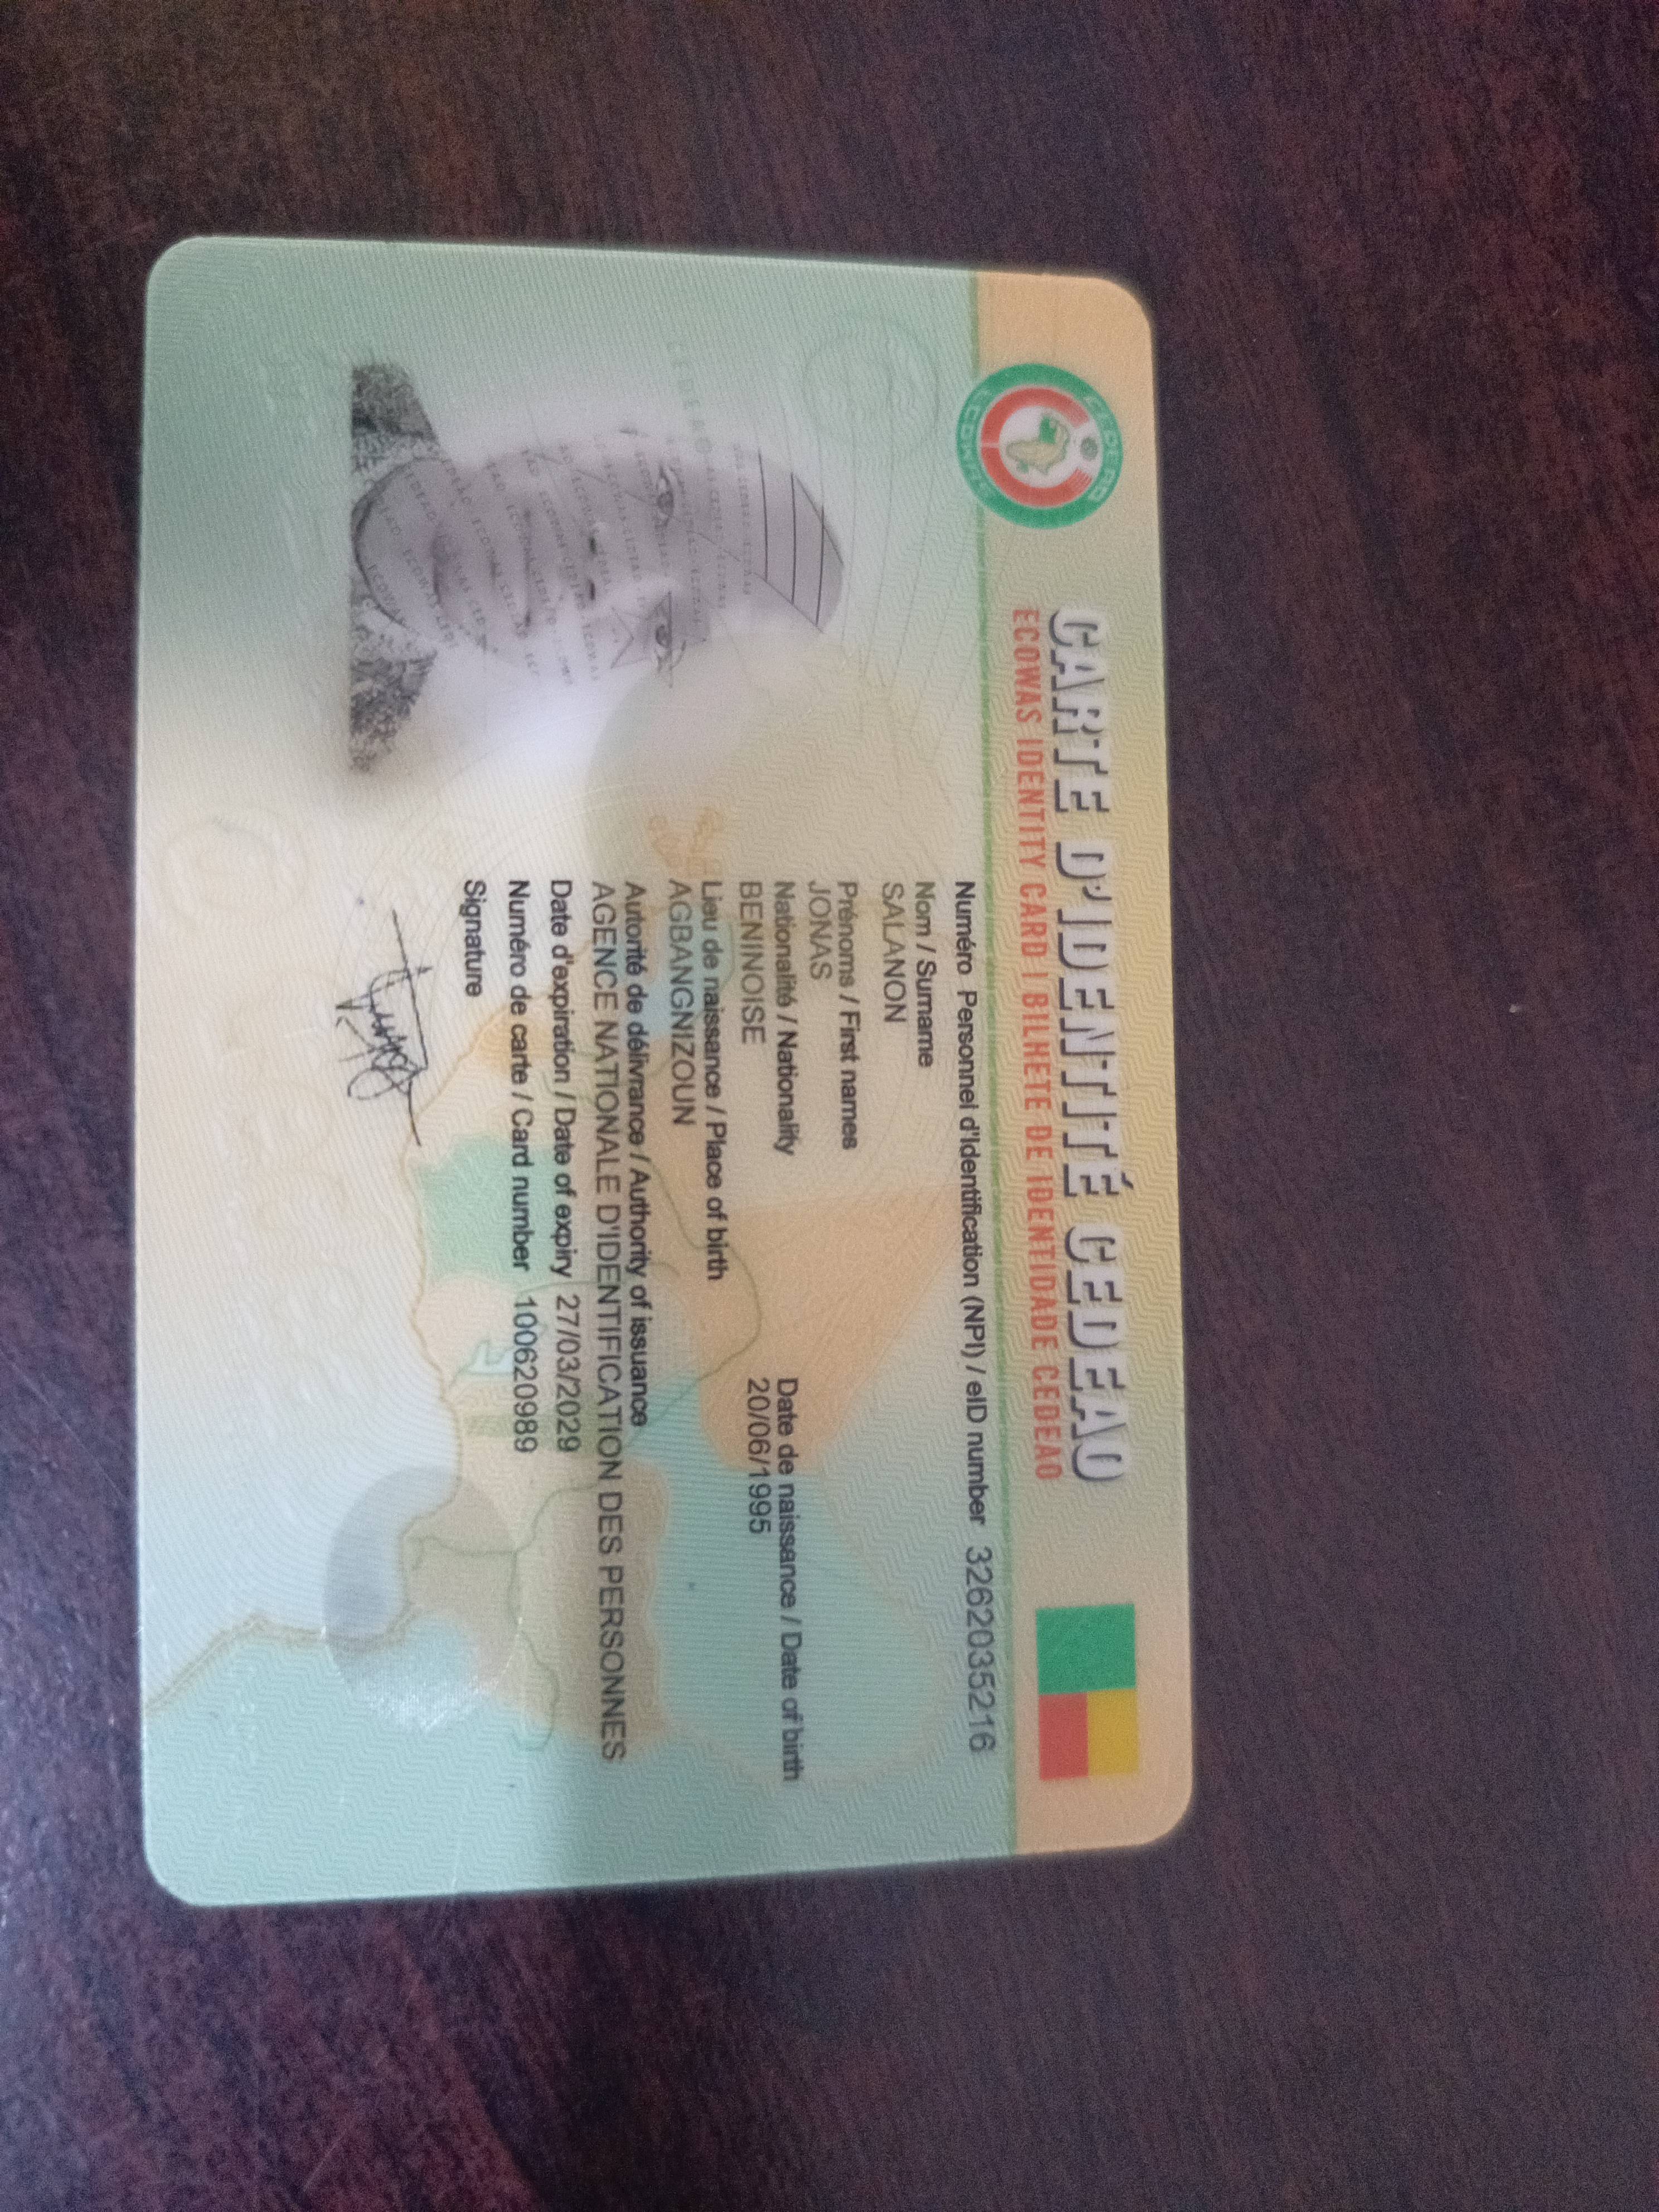 CARTE D'IDENTITÉ CEDEAO
ECOWAS IDENTITY CARD | BILHETE DE IDENTIDADE CEDEAO
CEDEAO
ECOWAS
Numéro Personnel d'Identification (NPI) / eID number 3262035216
Nom / Surname
SALANON
Prénoms / First names
JONAS
Nationalité / Nationality
BENINOISE
Date de naissance / Date of birth
20/06/1995
Lieu de naissance / Place of birth
AGBANGNIZOUN
Autorité de délivrance / Authority of issuance
AGENCE NATIONALE D'IDENTIFICATION DES PERSONNES
Date d'expiration / Date of expiry 27/03/2029
Numéro de carte / Card number 100620989
Signature